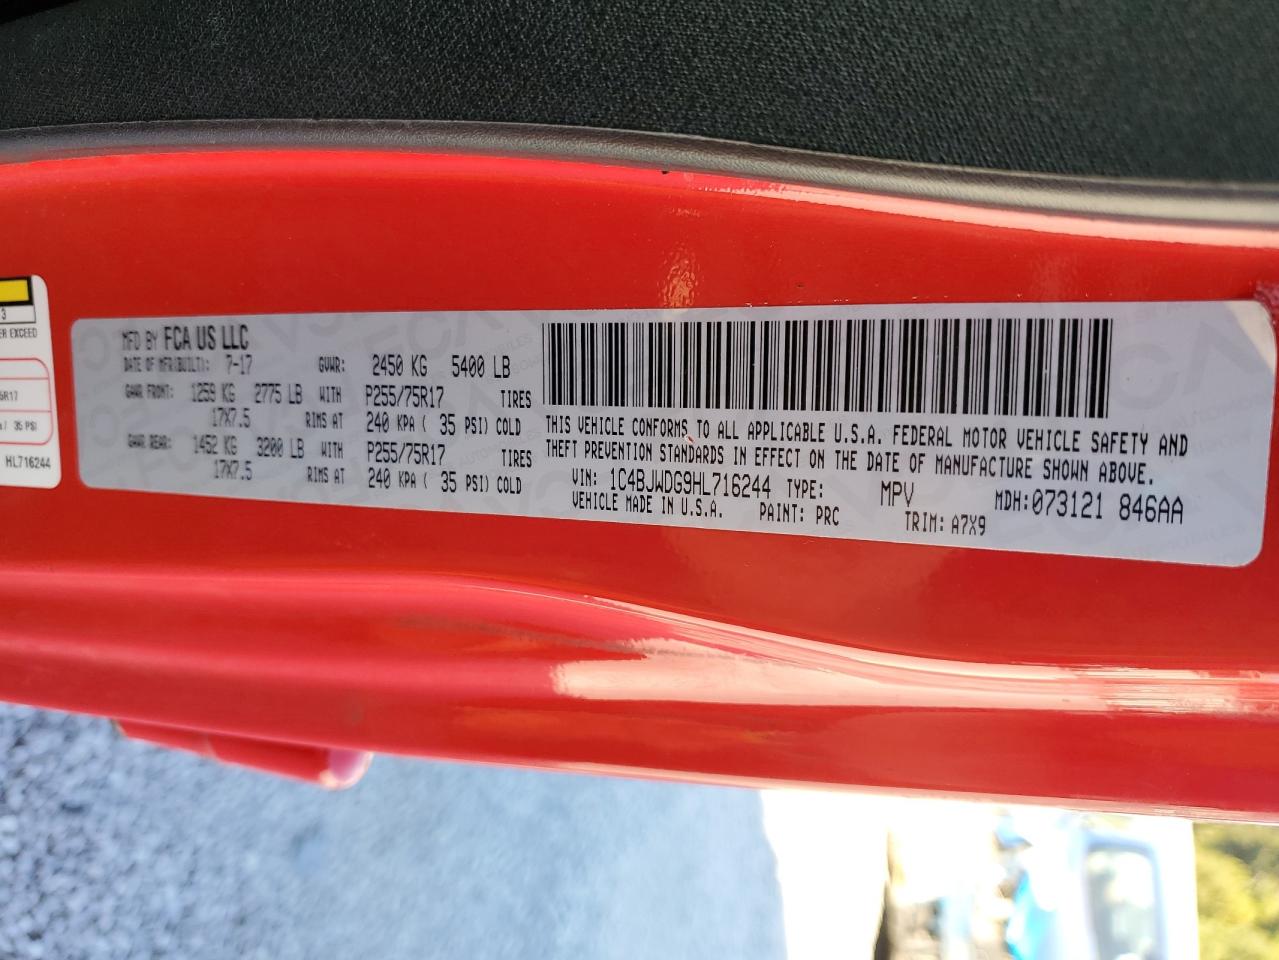 3
ER EXCEED
5R17
a/ 35 PSI
HL716244
MFD BY FCA US LLC
DATE OF MFR(BUILT): 7-17 GVWR: 2450 KG 5400 LB
GAWR FRONT: 1259 KG 2775 LB WITH P255/75R17 TIRES
17X7.5 RIMS AT 240 KPA ( 35 PSI) COLD
GAWR REAR: 1452 KG 3200 LB WITH P255/75R17 TIRES
17X7.5 RIMS AT 240 KPA ( 35 PSI) COLD
THIS VEHICLE CONFORMS TO ALL APPLICABLE U.S.A. FEDERAL MOTOR VEHICLE SAFETY AND
THEFT PREVENTION STANDARDS IN EFFECT ON THE DATE OF MANUFACTURE SHOWN ABOVE.
VIN: 1C4BJWDG9HL716244 TYPE: MPV MDH:073121 846AA
VEHICLE MADE IN U.S.A. PAINT: PRC TRIM: A7X9